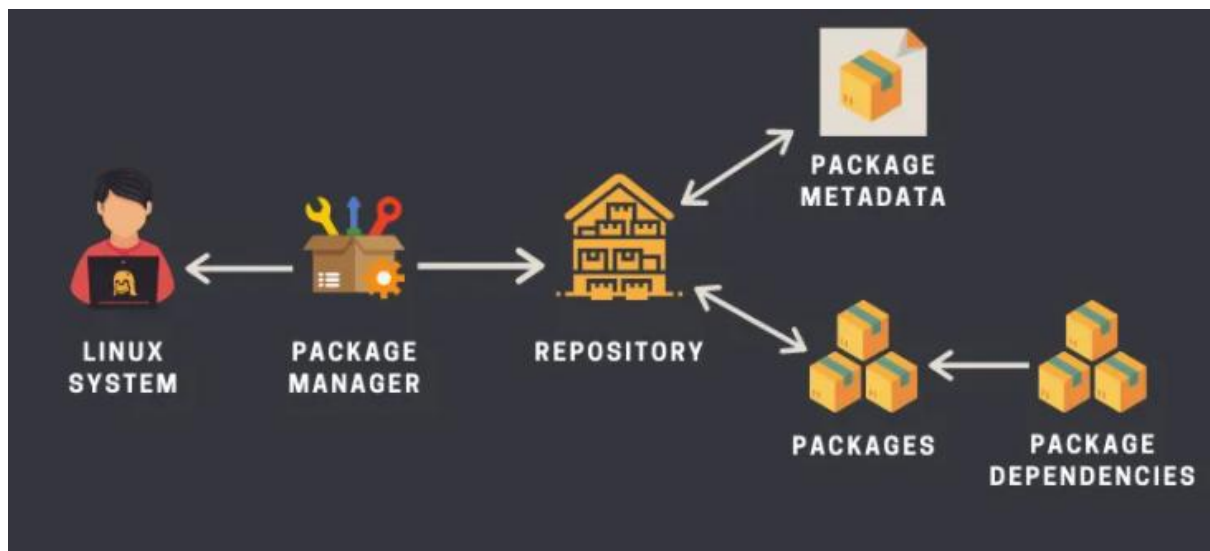 LINUX
SYSTEM
PACKAGE
MANAGER
REPOSITORY
PACKAGE
METADATA
PACKAGES
PACKAGE
DEPENDENCIES